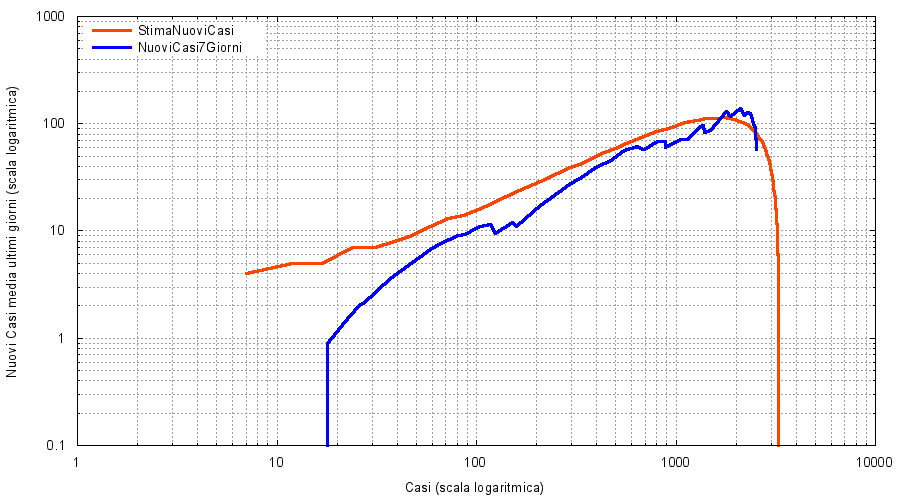 1000
StimaNuoviCasi
NuoviCasi7Giorni
100
10
1
0.1
Nuovi Casi media ultimi giorni (scala logaritmica)
1 10 100 1000 10000
Casi (scala logaritmica)